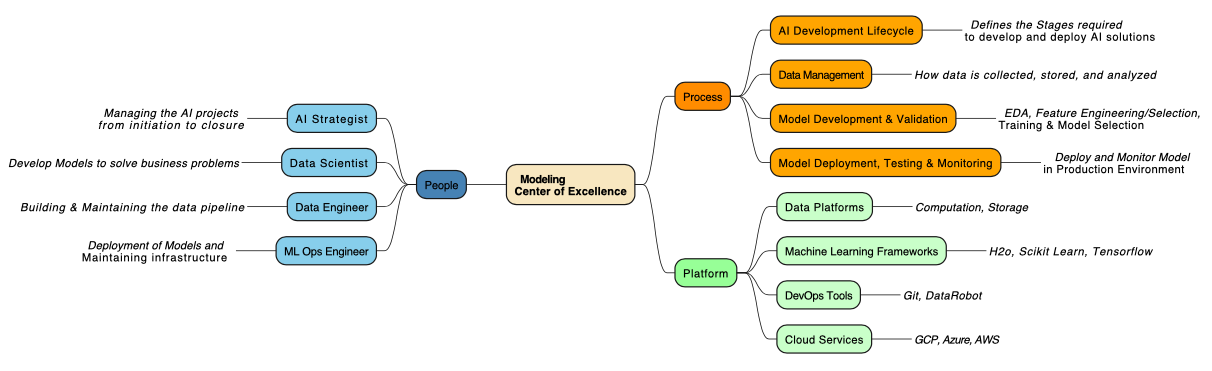 Modeling
Center of Excellence
People
AI Strategist
Managing the AI projects
from initiation to closure
Data Scientist
Develop Models to solve business problems
Data Engineer
Building & Maintaining the data pipeline
ML Ops Engineer
Deployment of Models and
Maintaining infrastructure
Process
AI Development Lifecycle
Defines the Stages required
to develop and deploy AI solutions
Data Management
How data is collected, stored, and analyzed
Model Development & Validation
EDA, Feature Engineering/Selection,
Training & Model Selection
Model Deployment, Testing & Monitoring
Deploy and Monitor Model
in Production Environment
Platform
Data Platforms
Computation, Storage
Machine Learning Frameworks
H2o, Scikit Learn, Tensorflow
DevOps Tools
Git, DataRobot
Cloud Services
GCP, Azure, AWS